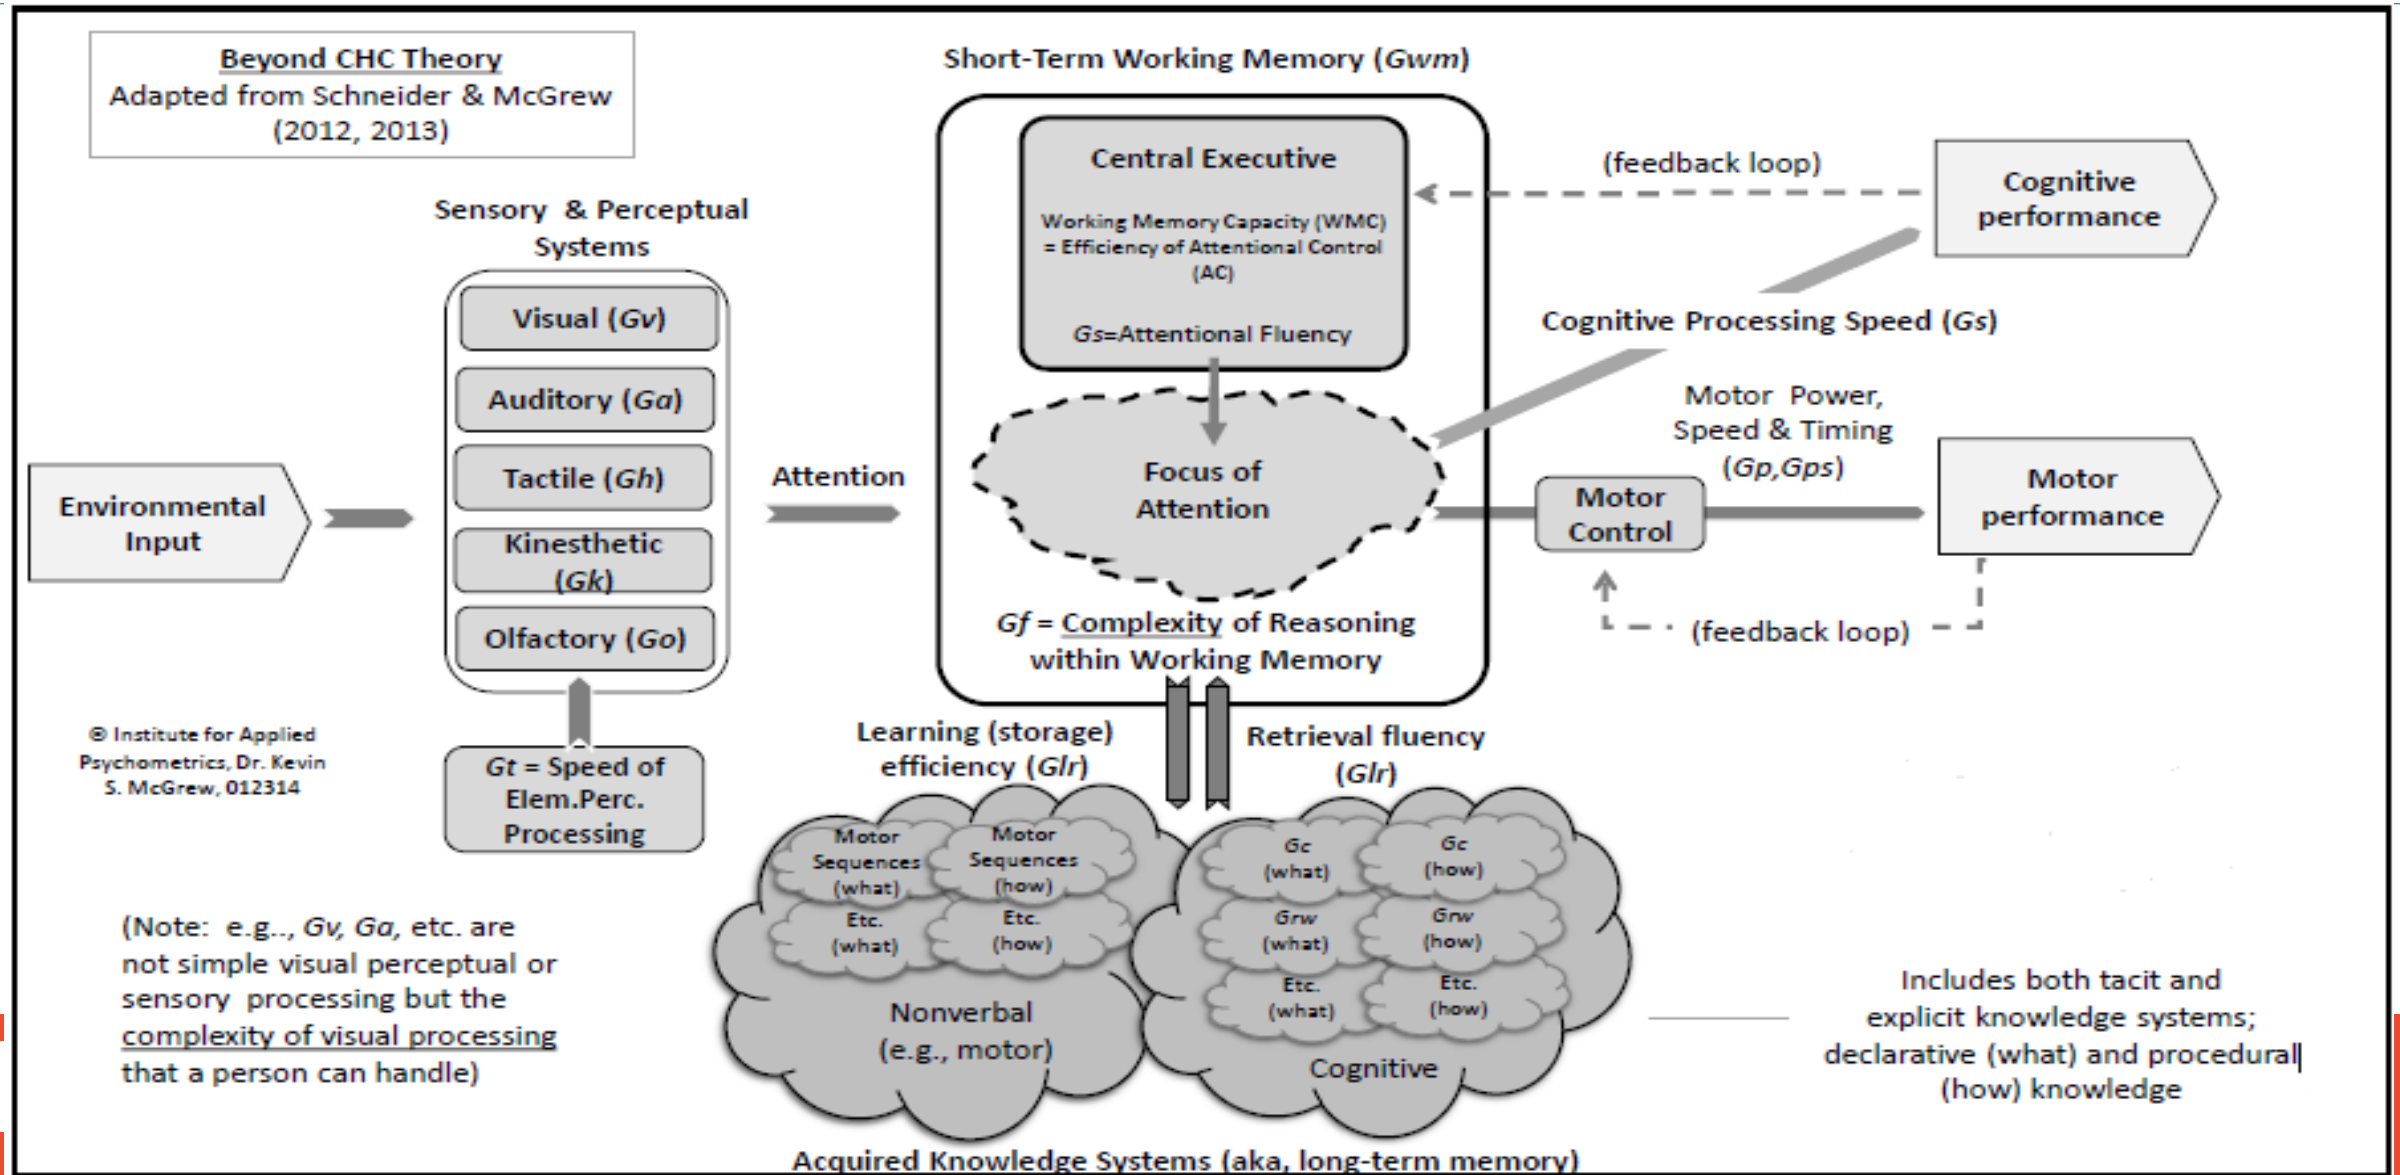 Beyond CHC Theory
Adapted from Schneider & McGrew
(2012, 2013)
Short-Term Working Memory (Gwm)
Central Executive
Working Memory Capacity (WMC)
= Efficiency of Attentional Control
(AC)
Gs=Attentional Fluency
(feedback loop)
Cognitive
performance
Sensory & Perceptual
Systems
Visual (Gv)
Auditory (Ga)
Tactile (Gh)
Kinesthetic
(Gk)
Olfactory (Go)
Cognitive Processing Speed (Gs)
Motor Power,
Speed & Timing
(Gp,Gps)
Environmental
Input
Attention
Focus of
Attention
Motor
Control
Motor
performance
(feedback loop)
Gf = Complexity of Reasoning
within Working Memory
© Institute for Applied
Psychometrics, Dr. Kevin
S. McGrew, 012314
Gt = Speed of
Elem.Perc.
Processing
Learning (storage)
efficiency (Glr)
Retrieval fluency
(Glr)
Motor
Sequences
(what)
Motor
Sequences
(how)
Etc.
(what)
Etc.
(how)
Nonverbal
(e.g., motor)
Gc
(what)
Gc
(how)
Grw
(what)
Grw
(how)
Etc.
(what)
Etc.
(how)
Cognitive
(Note: e.g.., Gv, Ga, etc. are
not simple visual perceptual or
sensory processing but the
complexity of visual processing
that a person can handle)
Includes both tacit and
explicit knowledge systems;
declarative (what) and procedural
(how) knowledge
Acquired Knowledge Systems (aka, long-term memory)